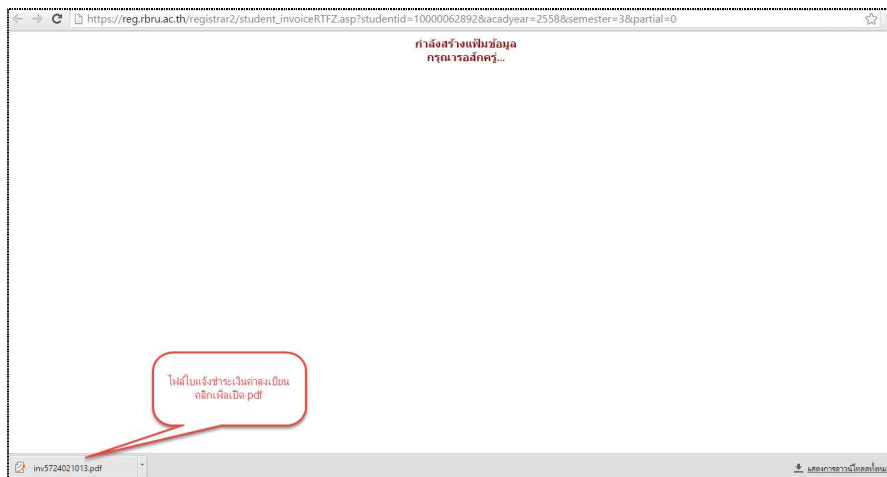 https://reg.rbru.ac.th/registrar2/student_invoiceRTFZ.asp?studentid=10000062892&acadyear=2558&semester=3&partial=0
กำลังสร้างแฟ้มข้อมูล
กรุณารอสักครู่...
ไฟล์ใบแจ้งชำระเงินค่าลงเบียน
คลิกเพื่อเปิด pdf
inv5724021013.pdf
แสดงการดาวน์โหลดทั้งหมด